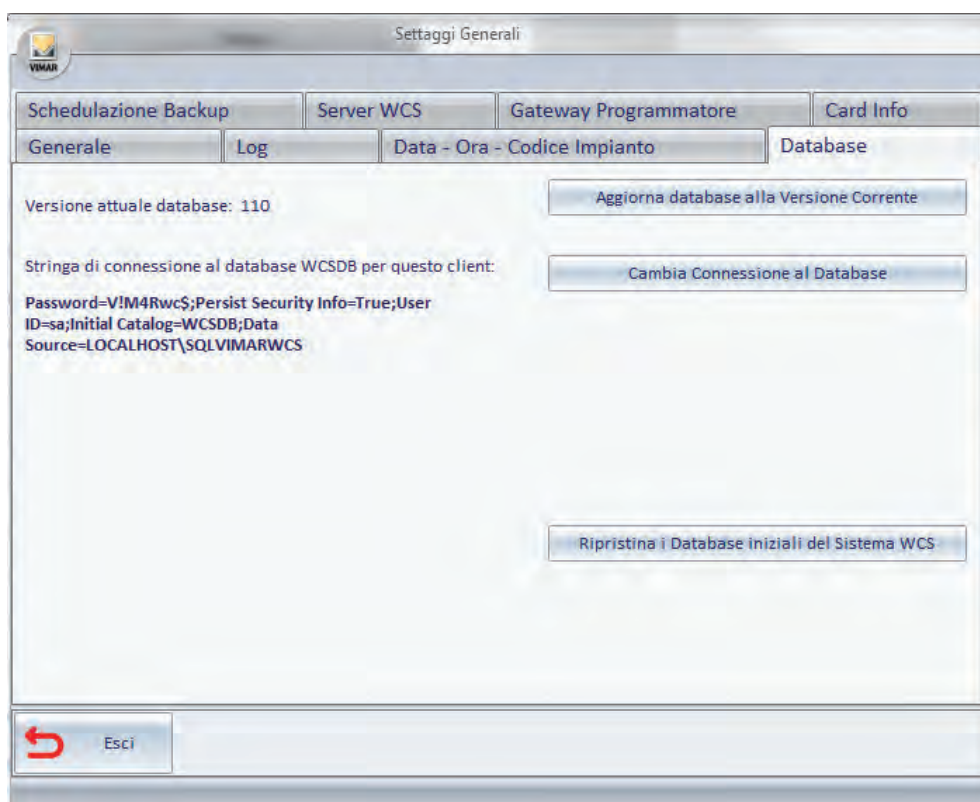 Settaggi Generali
VIMAR
Schedulazione Backup
Server WCS
Gateway Programmatore
Card Info
Generale
Log
Data - Ora - Codice Impianto
Database
Versione attuale database: 110
Aggiorna database alla Versione Corrente
Stringa di connessione al database WCSDB per questo client:
Cambia Connessione al Database
Password=V!M4Rwc$;Persist Security Info=True;User
ID=sa;Initial Catalog=WCSDB;Data
Source=LOCALHOST\SQLVIMARWCS
Ripristina i Database iniziali del Sistema WCS
Esci